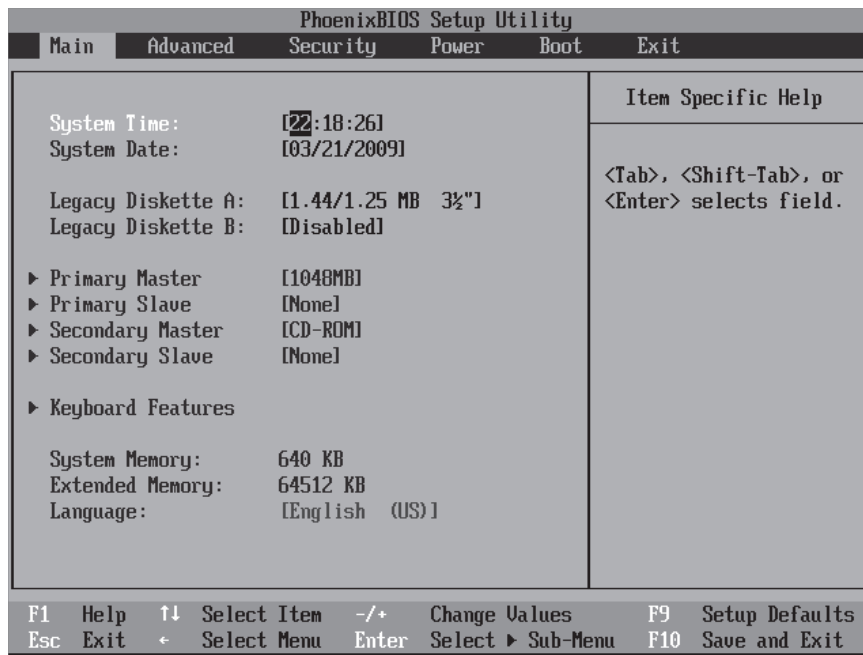 PhoenixBIOS Setup Utility
Main Advanced Security Power Boot Exit
System Time: [22:18:26]
System Date: [03/21/2009]
Legacy Diskette A: [1.44/1.25 MB 3½"]
Legacy Diskette B: [Disabled]
▶ Primary Master [1048MB]
▶ Primary Slave [None]
▶ Secondary Master [CD-ROM]
▶ Secondary Slave [None]
▶ Keyboard Features
System Memory: 640 KB
Extended Memory: 64512 KB
Language: [English (US)]
Item Specific Help
<Tab>, <Shift-Tab>, or
<Enter> selects field.
F1 Help ↑↓ Select Item -/+ Change Values F9 Setup Defaults
Esc Exit ← Select Menu Enter Select ▶ Sub-Menu F10 Save and Exit